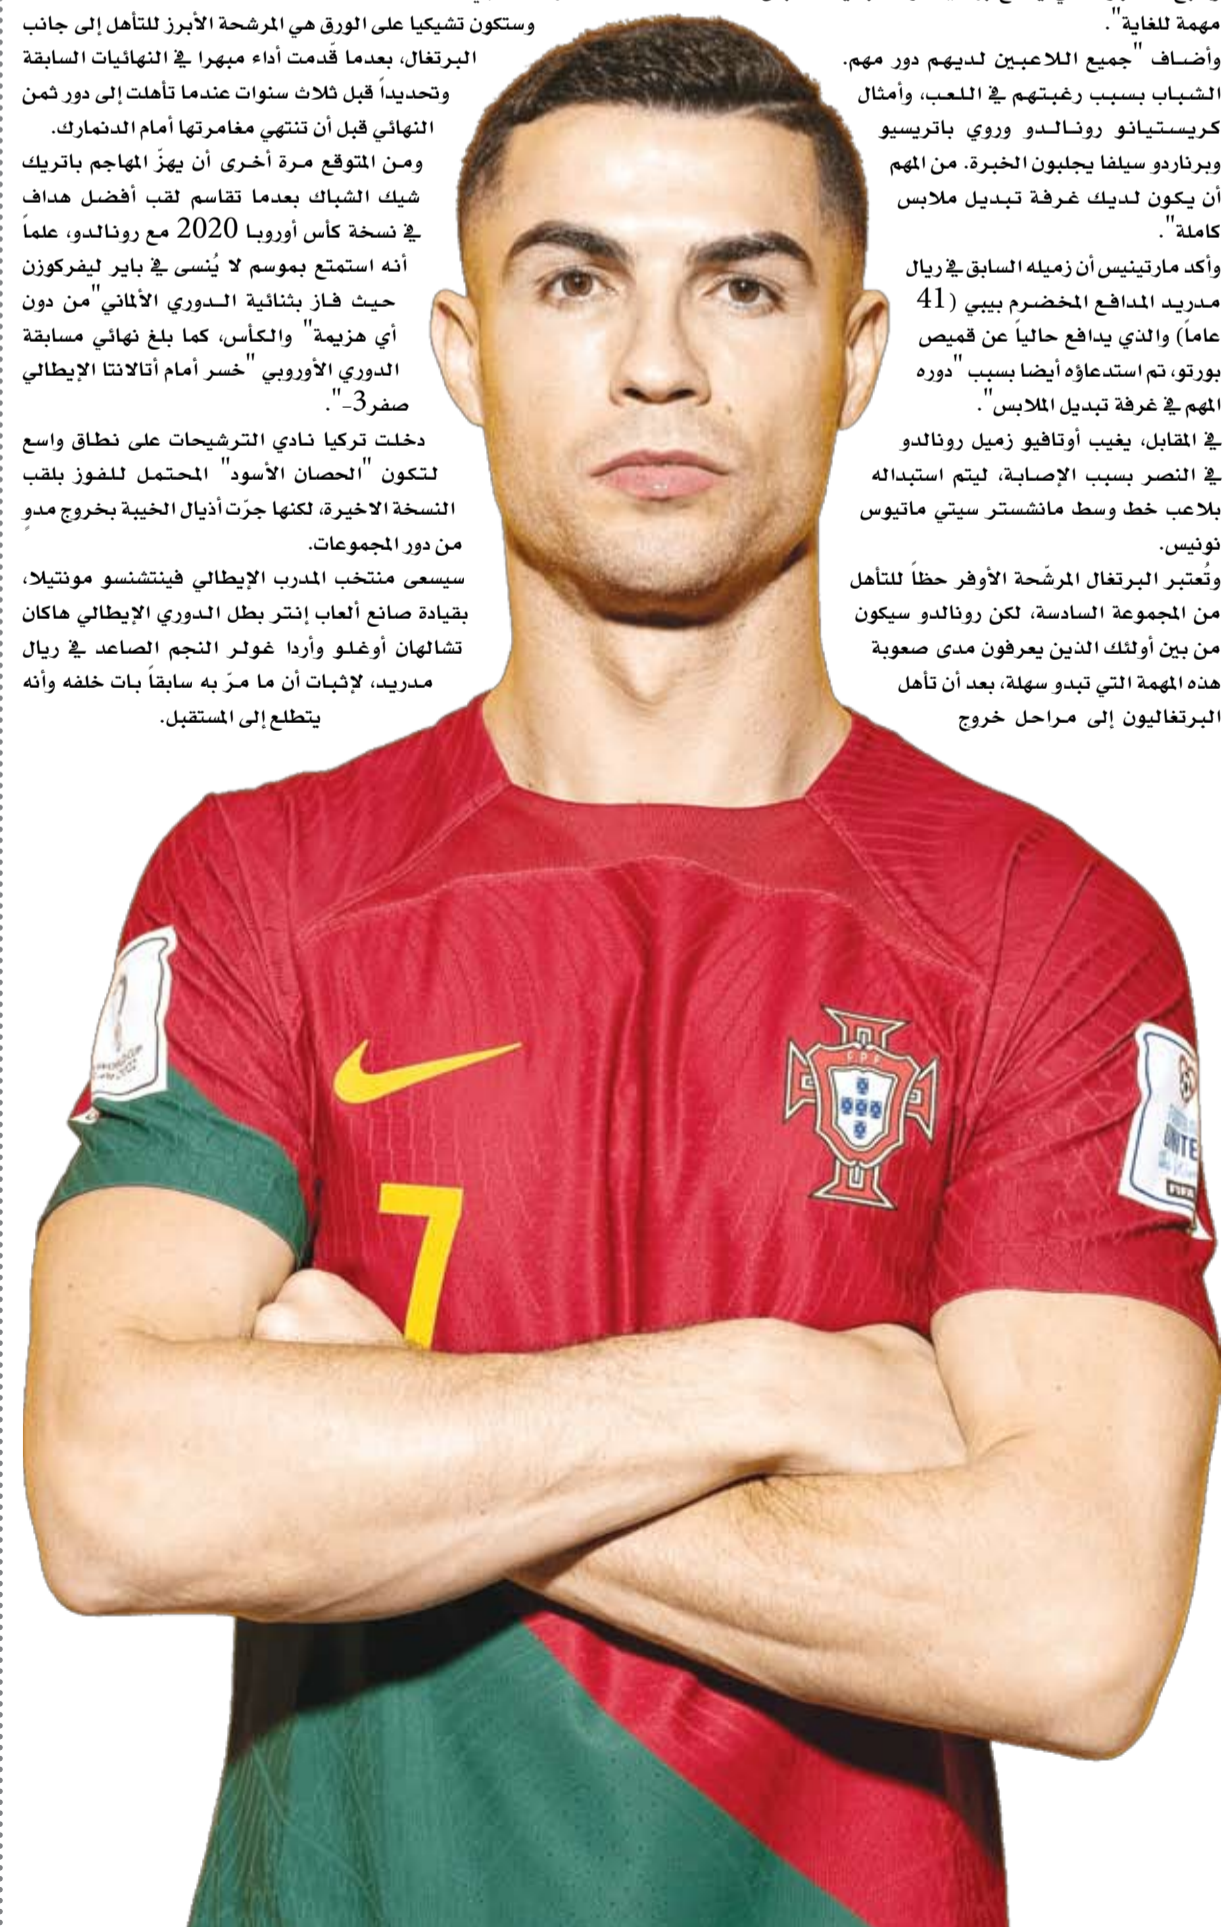 مهمة للغاية".
وأضاف "جميع اللاعبين لديهم دور مهم.
الشباب بسبب رغبتهم في اللعب، وأمثال
كريستيانو رونالدو وروي باتريسيو
وبرناردو سيلفا يجلبون الخبرة. من المهم
أن يكون لديك غرفة تبديل ملابس
كاملة".
وأكد مارتينيس أن زميله السابق في ريال
مدريد المدافع المخضرم بيبي (41
عاماً) والذي يدافع حالياً عن قميص
بورتو، تم استدعاؤه أيضا بسبب "دوره
المهم في غرفة تبديل الملابس".
في المقابل، يغيب أوتافيو زميل رونالدو
في النصر بسبب الإصابة، ليتم استبداله
بلاعب خط وسط مانشستر سيتي ماتيوس
نونيس.
وتُعتبر البرتغال المرشّحة الأوفر حظاً للتأهل
من المجموعة السادسة، لكن رونالدو سيكون
من بين أولئك الذين يعرفون مدى صعوبة
هذه المهمة التي تبدو سهلة، بعد أن تأهل
البرتغاليون إلى مراحل خروج
وستكون تشيكيا على الورق هي المرشحة الأبرز للتأهل إلى جانب
البرتغال، بعدما قدّمت أداء مبهرا في النهائيات السابقة
وتحديداً قبل ثلاث سنوات عندما تأهلت إلى دور ثمن
النهائي قبل أن تنتهي مغامرتها أمام الدنمارك.
ومن المتوقع مرة أخرى أن يهزّ المهاجم باتريك
شيك الشباك بعدما تقاسم لقب أفضل هداف
في نسخة كأس أوروبا 2020 مع رونالدو، علماً
أنه استمتع بموسم لا يُنسى في باير ليفركوزن
حيث فاز بثنائية الدوري الألماني"من دون
أي هزيمة" والكأس، كما بلغ نهائي مسابقة
الدوري الأوروبي "خسر أمام أتالانتا الإيطالي
صفر3-".
دخلت تركيا نادي الترشيحات على نطاق واسع
لتكون "الحصان الأسود" المحتمل للفوز بلقب
النسخة الاخيرة، لكنها جرّت أذيال الخيبة بخروج مدوٍ
من دور المجموعات.
سيسعى منتخب المدرب الإيطالي فينتشنسو مونتيلا،
بقيادة صانع ألعاب إنتر بطل الدوري الإيطالي هاكان
تشالهان أوغلو وأردا غولر النجم الصاعد في ريال
مدريد، لإثبات أن ما مرّ به سابقاً بات خلفه وأنه
يتطلع إلى المستقبل.
FPF
7
UNITE
FIFA